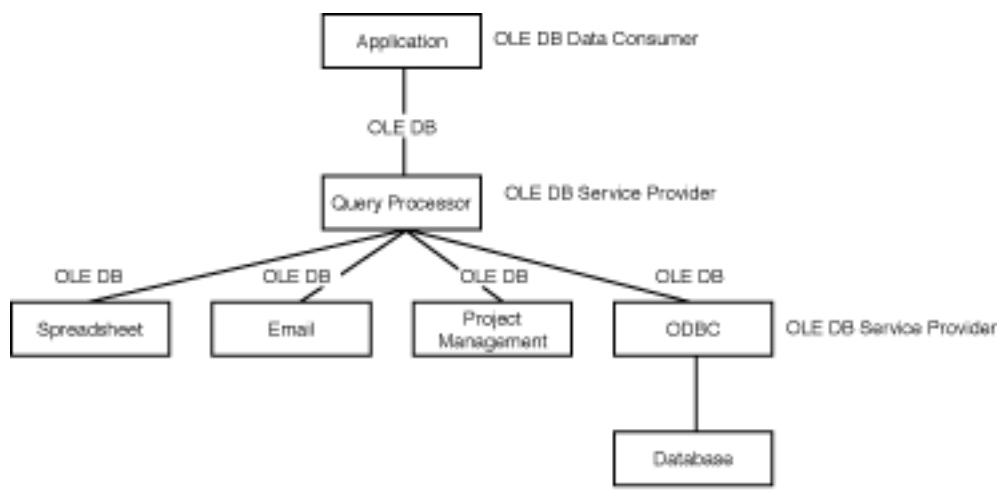 Application
OLE DB Data Consumer
OLE DB
Query Processor
OLE DB Service Provider
OLE DB
OLE DB
OLE DB
OLE DB
Spreadsheet
Email
Project
Management
ODBC
OLE DB Service Provider
Database